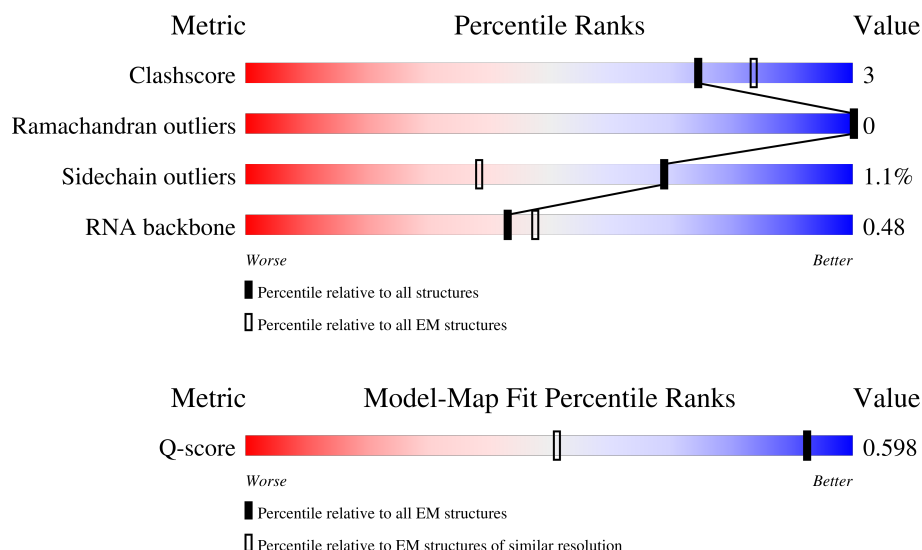 Metric Percentile Ranks Value
Clashscore 3
Ramachandran outliers 0
Sidechain outliers 1.1%
RNA backbone 0.48
Worse Better
Percentile relative to all structures
Percentile relative to all EM structures
Metric Model-Map Fit Percentile Ranks Value
Q-score 0.598
Worse Better
Percentile relative to all EM structures
Percentile relative to EM structures of similar resolution